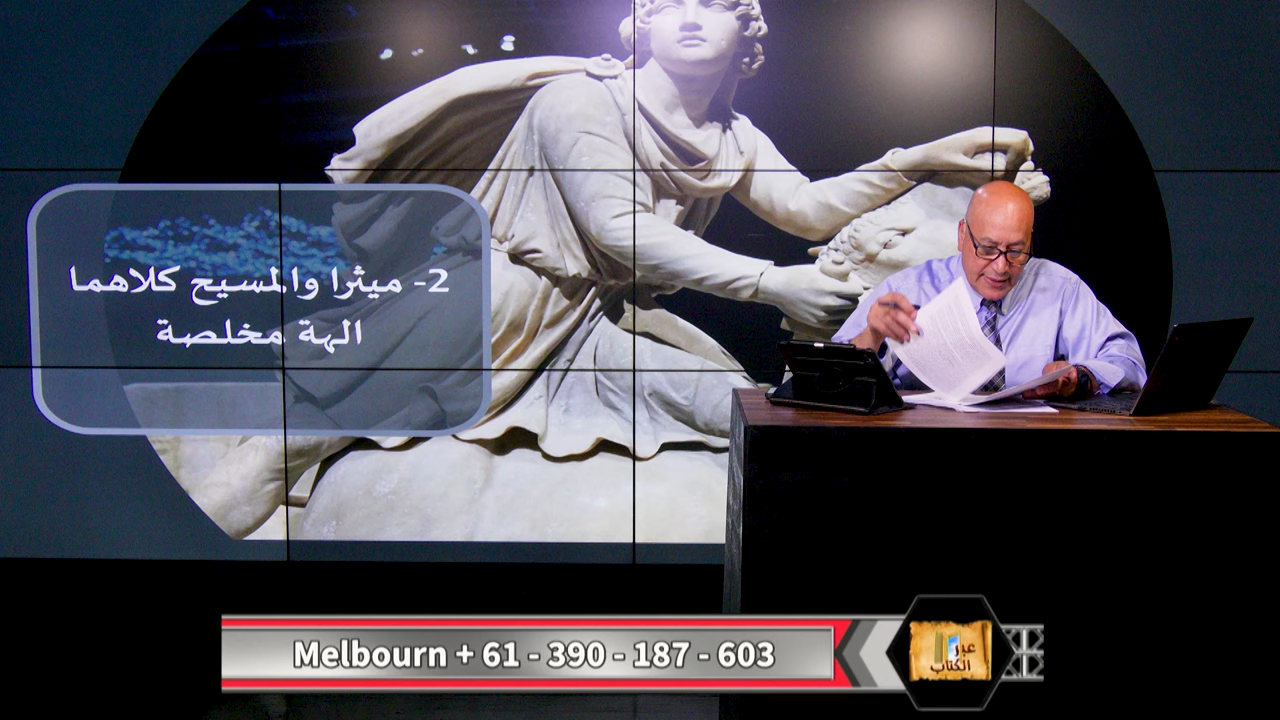 2- ميثرا والمسيح كلاهما
الهة مخلصة
Melbourn + 61 - 390 - 187 - 603
عبر
الكتاب